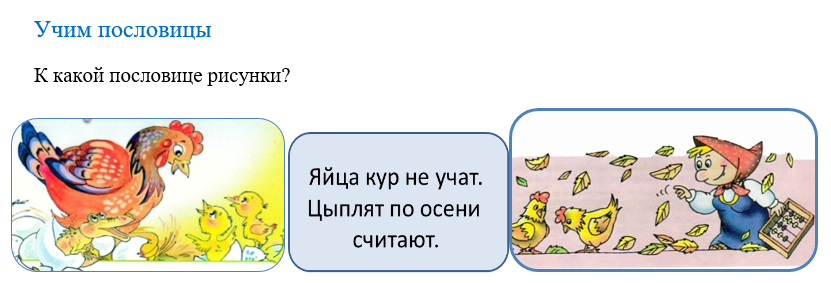 Учим пословицы
К какой пословице рисунки?
Яйца кур не учат.
Цыплят по осени
считают.